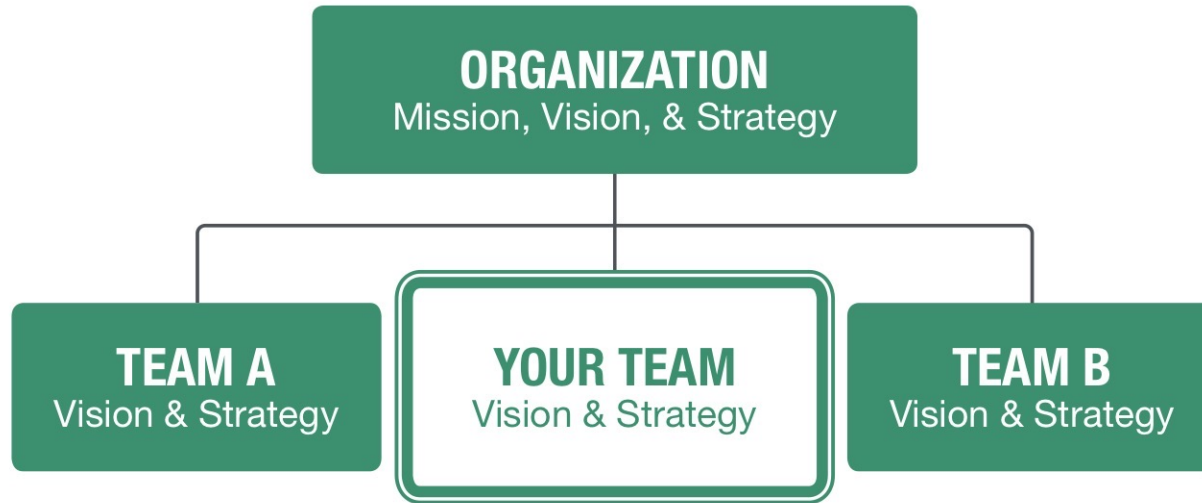 ORGANIZATION
Mission, Vision, & Strategy
TEAM A
Vision & Strategy
YOUR TEAM
Vision & Strategy
TEAM B
Vision & Strategy